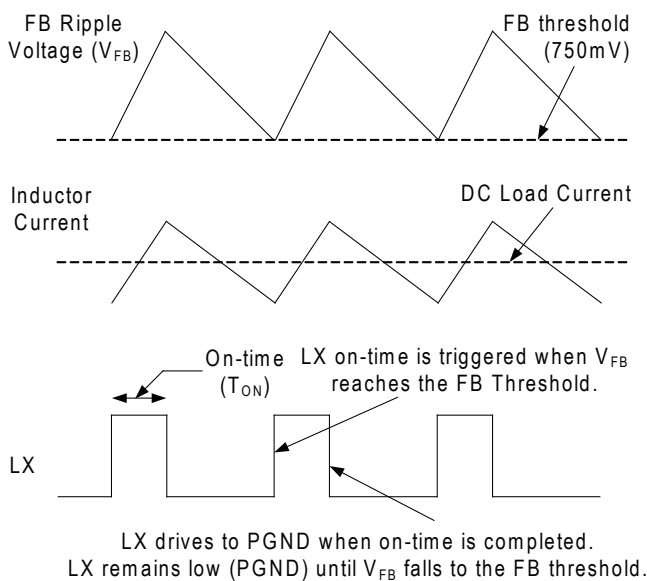 FB Ripple
Voltage (VFB)
FB threshold
(750mV)
Inductor
Current
DC Load Current
On-time
(TON)
LX on-time is triggered when VFB
reaches the FB Threshold.
LX
LX drives to PGND when on-time is completed.
LX remains low (PGND) until VFB falls to the FB threshold.